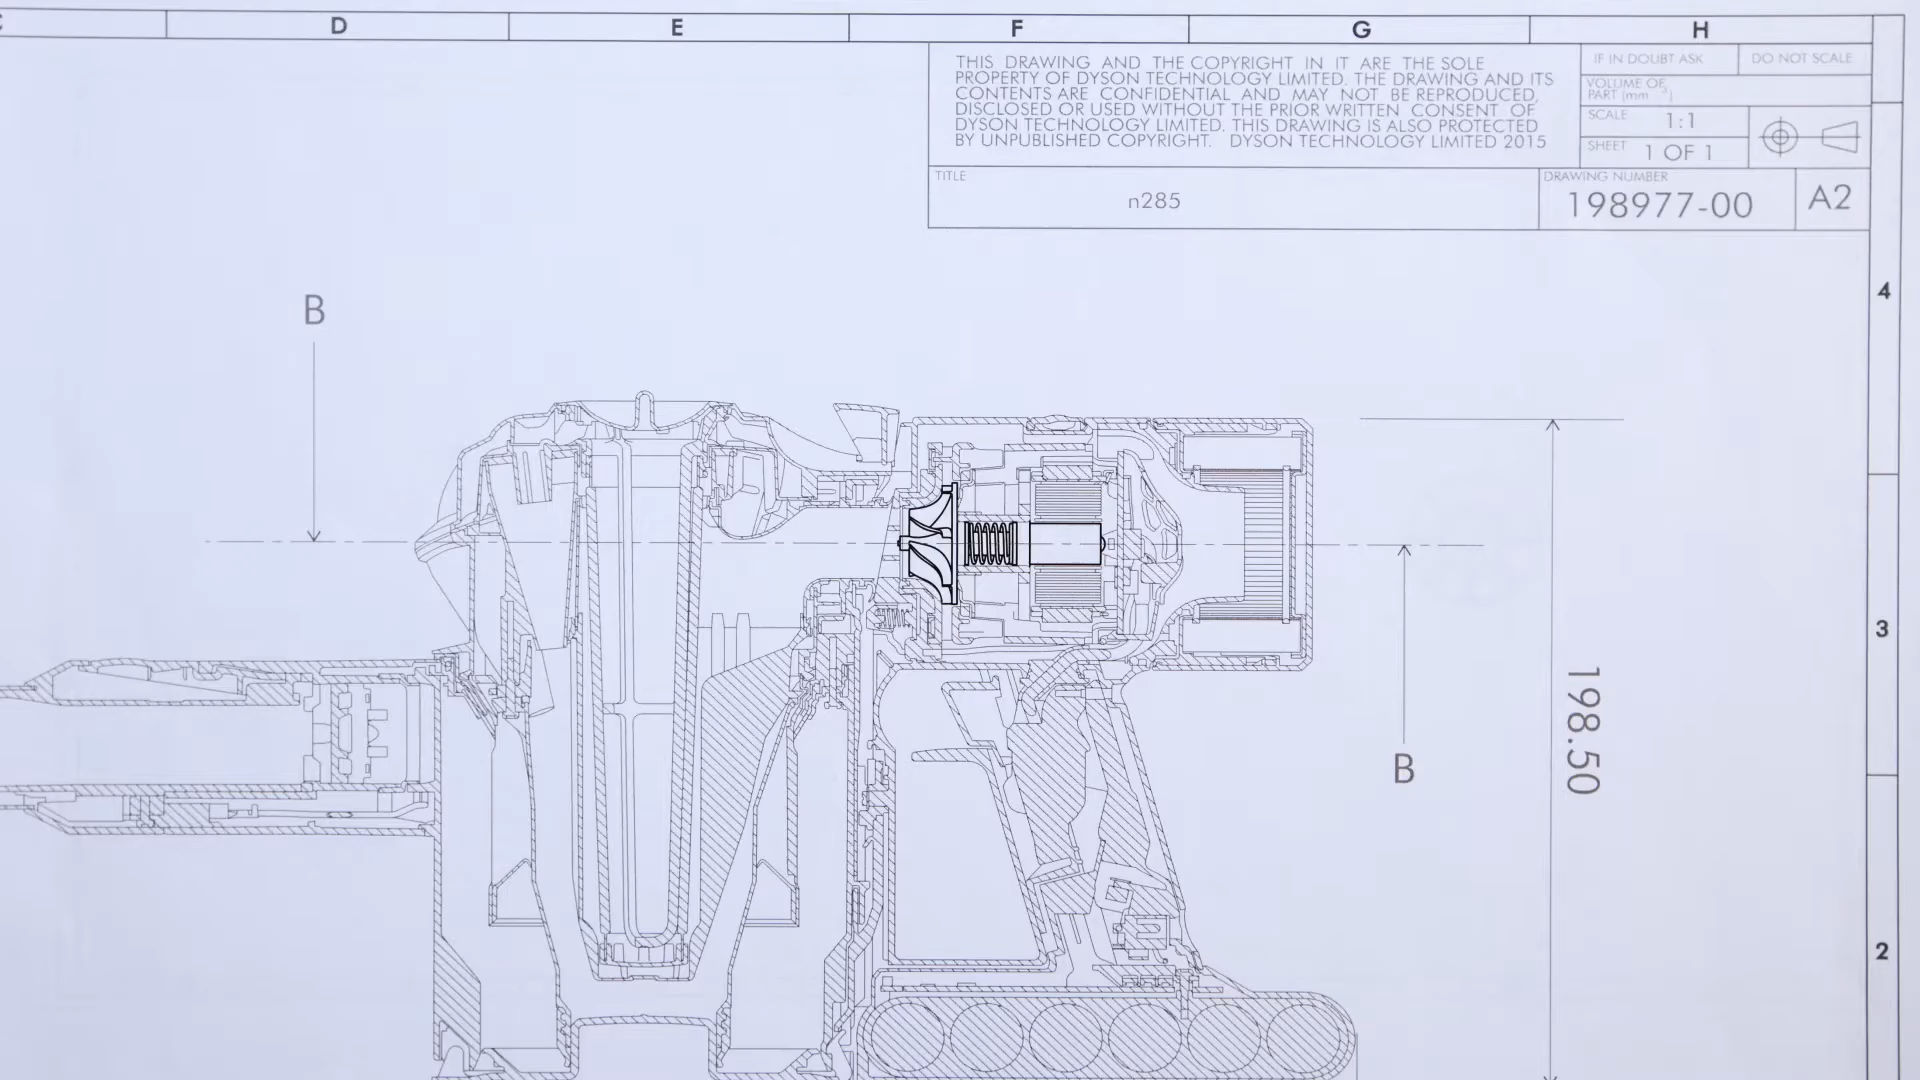 D
E
F
G
H
THIS DRAWING AND THE COPYRIGHT IN IT ARE THE SOLE
PROPERTY OF DYSON TECHNOLOGY LIMITED. THE DRAWING AND ITS
CONTENTS ARE CONFIDENTIAL AND MAY NOT BE REPRODUCED,
DISCLOSED OR USED WITHOUT THE PRIOR WRITTEN CONSENT OF
DYSON TECHNOLOGY LIMITED. THIS DRAWING IS ALSO PROTECTED
BY UNPUBLISHED COPYRIGHT. DYSON TECHNOLOGY LIMITED 2015
IF IN DOUBT ASK
DO NOT SCALE
VOLUME OF
PART (mm³)
SCALE 1:1
SHEET 1 OF 1
TITLE
n285
DRAWING NUMBER
198977-00
A2
4
B
3
198.50
B
2